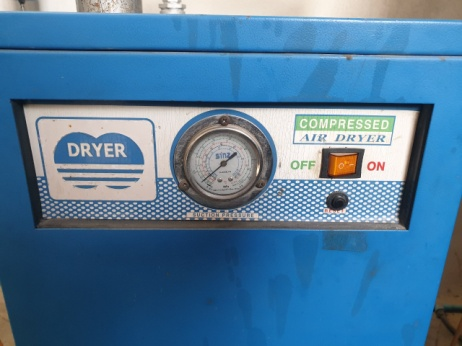 DRYER
COMPRESSED
AIR DRYER
OFF
ON
SUCTION PRESSURE